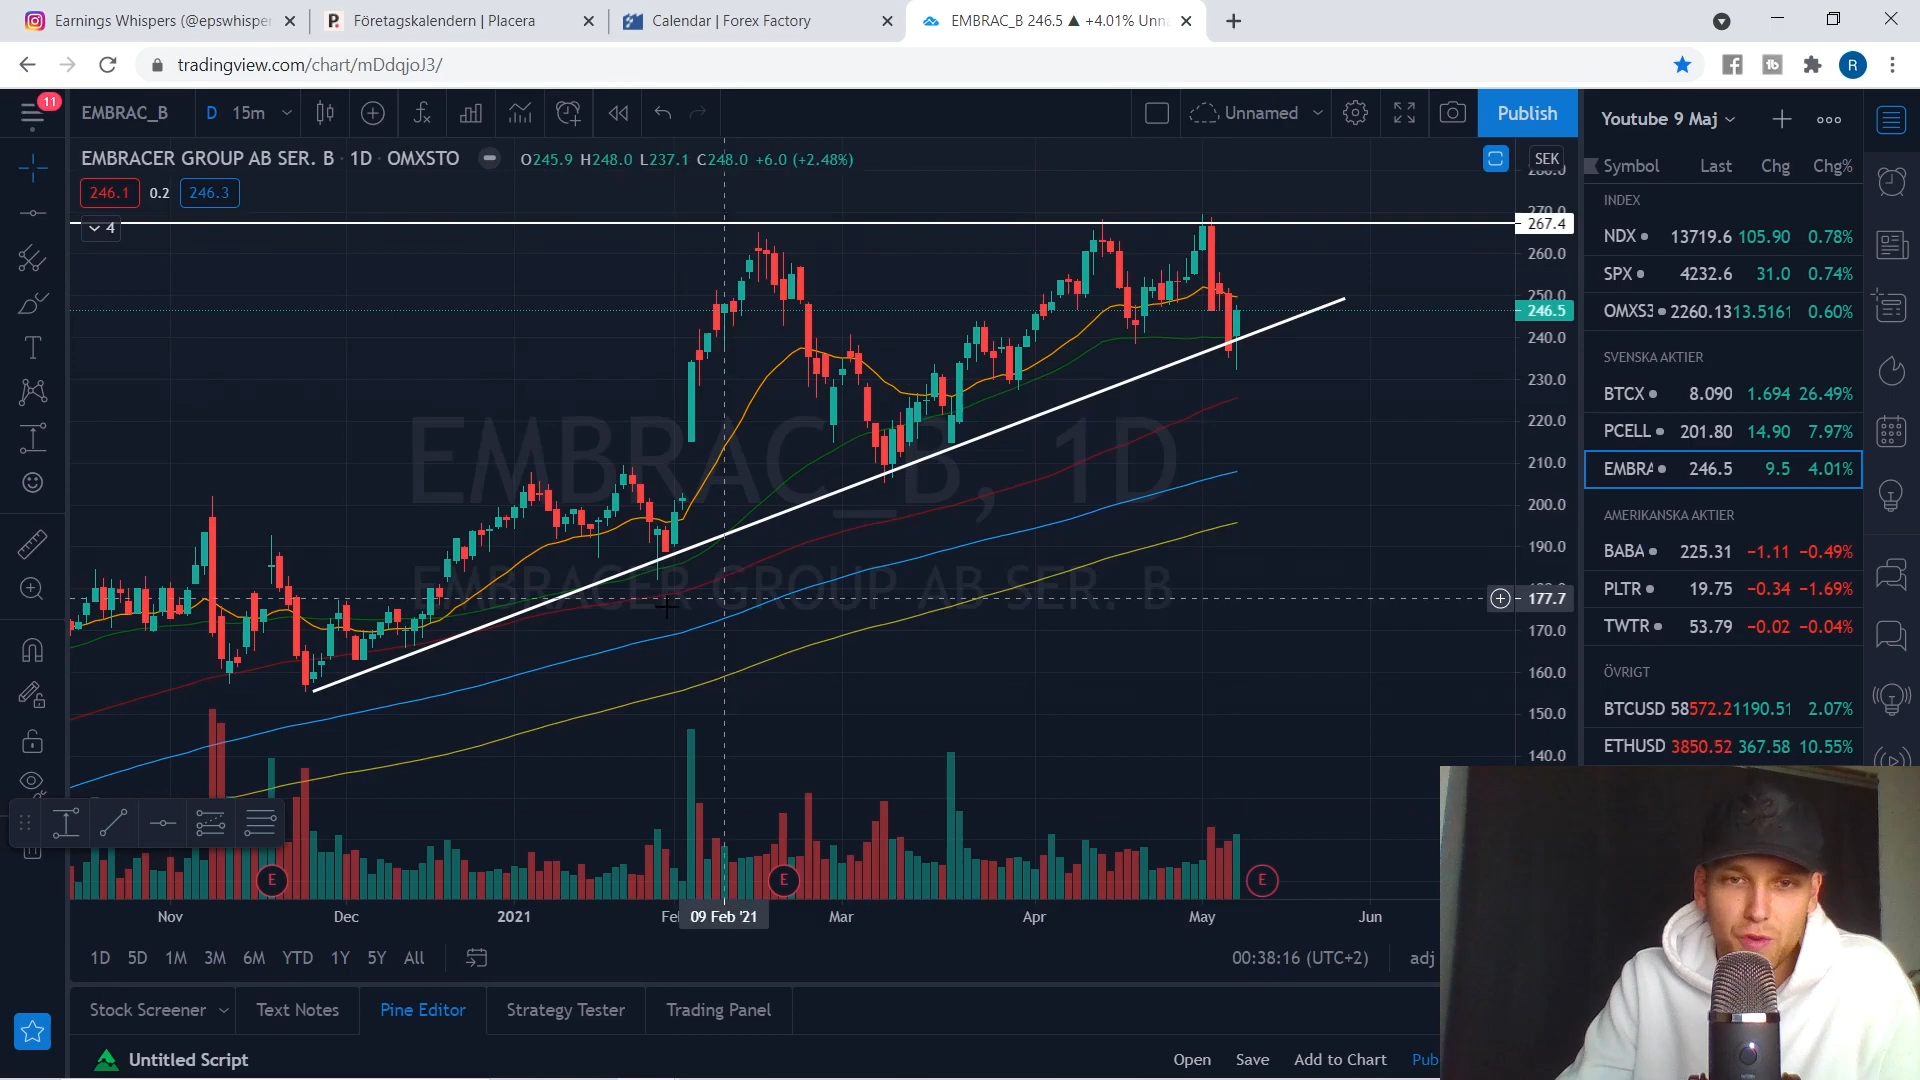 Earnings Whispers (@epswhisper
Företagskalendern | Placera
Calendar | Forex Factory
EMBRAC_B 246.5 ▲ +4.01% Unna
tradingview.com/chart/mDdqjoJ3/
R
11
EMBRAC_B
D
15m
Unnamed
Publish
Youtube 9 Maj
EMBRACER GROUP AB SER. B · 1D · OMXSTO
O245.9 H248.0 L237.1 C248.0 +6.0 (+2.48%)
SEK
Symbol Last Chg Chg%
246.1 0.2 246.3
4
INDEX
NDX 13719.6 105.90 0.78%
SPX 4232.6 31.0 0.74%
OMXS3 2260.13 13.5161 0.60%
SVENSKA AKTIER
BTCX 8.090 1.694 26.49%
PCELL 201.80 14.90 7.97%
EMBRA 246.5 9.5 4.01%
AMERIKANSKA AKTIER
BABA 225.31 −1.11 −0.49%
PLTR 19.75 −0.34 −1.69%
TWTR 53.79 −0.02 −0.04%
ÖVRIGT
BTCUSD 58572.2 1190.51 2.07%
ETHUSD 3850.52 367.58 10.55%
280.0
270.0
267.4
260.0
250.0
246.5
240.0
230.0
220.0
210.0
200.0
190.0
177.7
170.0
160.0
150.0
140.0
EMBRAC_B, 1D
EMBRACER GROUP AB SER. B
E
E
E
Nov Dec 2021 Fe 09 Feb '21 Mar Apr May Jun
1D 5D 1M 3M 6M YTD 1Y 5Y All
00:38:16 (UTC+2)
adj
Stock Screener
Text Notes
Pine Editor
Strategy Tester
Trading Panel
Untitled Script
Open Save Add to Chart Pub